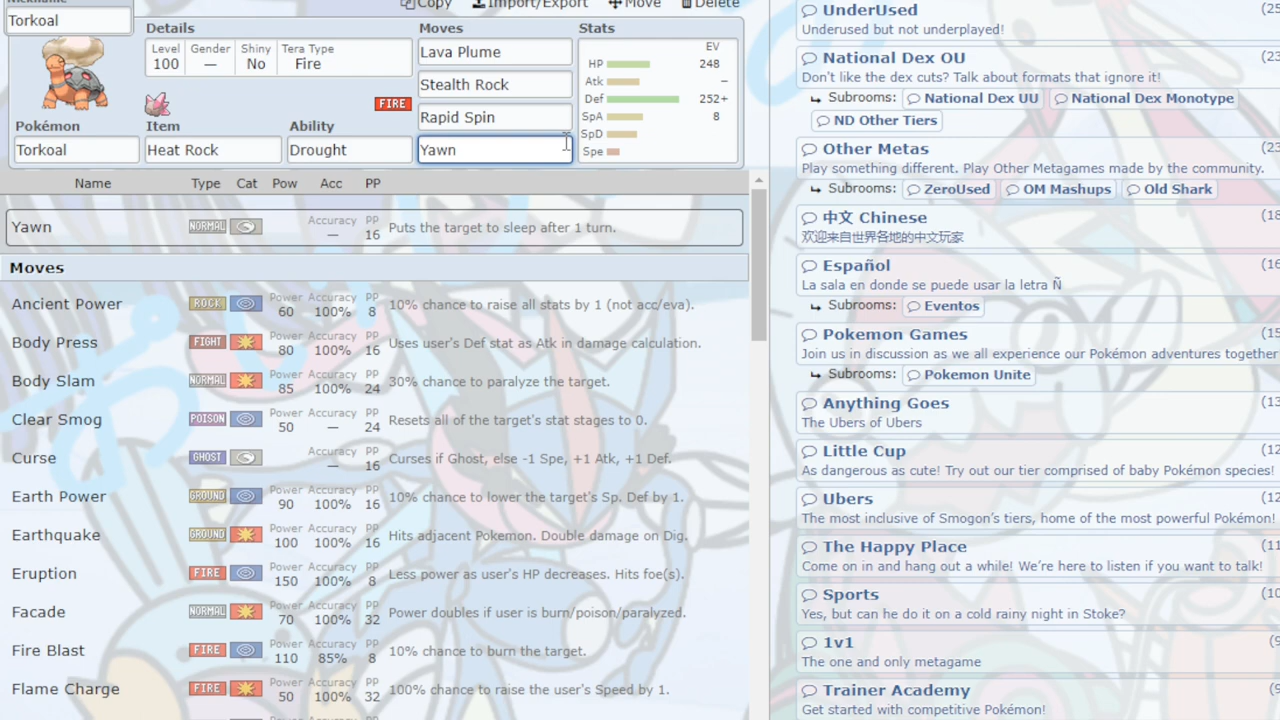 Nickname
Torkoal
Copy Import/Export Move Delete
Details
Level Gender Shiny Tera Type
100 — No Fire
FIRE
Pokémon Item Ability
Torkoal Heat Rock Drought
Moves
Lava Plume
Stealth Rock
Rapid Spin
Yawn
Stats
EV
HP 248
Atk –
Def 252+
SpA 8
SpD
Spe
Name Type Cat Pow Acc PP
Yawn NORMAL Accuracy — PP 16 Puts the target to sleep after 1 turn.
Moves
Ancient Power ROCK Power 60 Accuracy 100% PP 8 10% chance to raise all stats by 1 (not acc/eva).
Body Press FIGHT Power 80 Accuracy 100% PP 16 Uses user's Def stat as Atk in damage calculation.
Body Slam NORMAL Power 85 Accuracy 100% PP 24 30% chance to paralyze the target.
Clear Smog POISON Power 50 Accuracy — PP 24 Resets all of the target's stat stages to 0.
Curse GHOST Accuracy — PP 16 Curses if Ghost, else -1 Spe, +1 Atk, +1 Def.
Earth Power GROUND Power 90 Accuracy 100% PP 16 10% chance to lower the target's Sp. Def by 1.
Earthquake GROUND Power 100 Accuracy 100% PP 16 Hits adjacent Pokemon. Double damage on Dig.
Eruption FIRE Power 150 Accuracy 100% PP 8 Less power as user's HP decreases. Hits foe(s).
Facade NORMAL Power 70 Accuracy 100% PP 32 Power doubles if user is burn/poison/paralyzed.
Fire Blast FIRE Power 110 Accuracy 85% PP 8 10% chance to burn the target.
Flame Charge FIRE Power 50 Accuracy 100% PP 32 100% chance to raise the user's Speed by 1.
UnderUsed (25
Underused but not underplayed!
National Dex OU (23
Don't like the dex cuts? Talk about formats that ignore it!
Subrooms: National Dex UU National Dex Monotype
ND Other Tiers
Other Metas (23
Play something different. Play Other Metagames made by the community.
Subrooms: ZeroUsed OM Mashups Old Shark
中文 Chinese (18
欢迎来自世界各地的中文玩家
Español (16
La sala en donde se puede usar la letra Ñ
Subrooms: Eventos
Pokemon Games (15
Join us in discussion as we all experience our Pokémon adventures together
Subrooms: Pokemon Unite
Anything Goes (13
The Ubers of Ubers
Little Cup (12
As dangerous as cute! Try out our tier comprised of baby Pokémon species!
Ubers (12
The most inclusive of Smogon's tiers, home of the most powerful Pokémon!
The Happy Place (11
Come on in and hang out a while! We're here to listen if you want to talk!
Sports (10
Yes, but can he do it on a cold rainy night in Stoke?
1v1
The one and only metagame
Trainer Academy
Get started with competitive Pokémon!